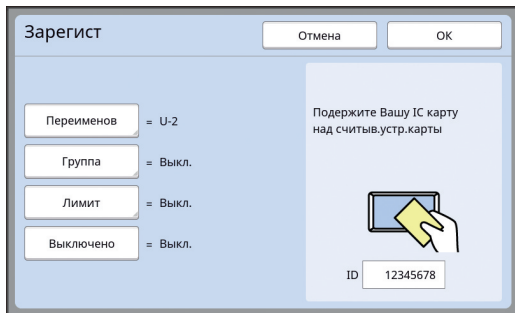 Зарегист
Отмена
ОК
Переименов = U-2
Группа = Выкл.
Лимит = Выкл.
Выключено = Выкл.
Подержите Вашу IC карту
над считыв.устр.карты
ID 12345678